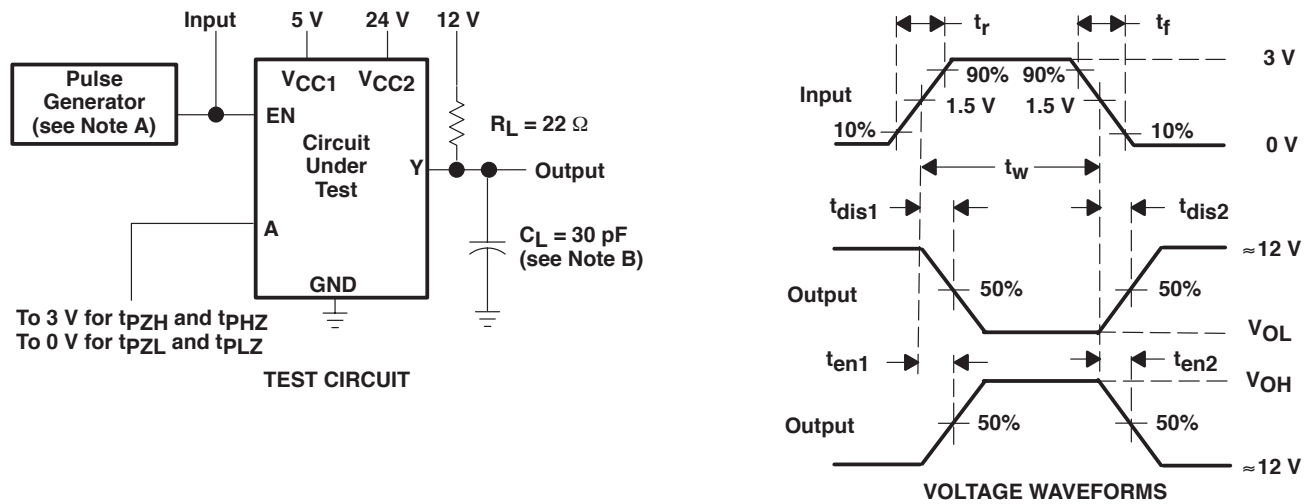 Input
5 V
24 V
12 V
Pulse
Generator
(see Note A)
VCC1
VCC2
EN
Circuit
Under
Test
Y
A
GND
RL = 22 Ω
Output
CL = 30 pF
(see Note B)
To 3 V for tPZH and tPHZ
To 0 V for tPZL and tPLZ
TEST CIRCUIT
tr
tf
3 V
90%
90%
Input
1.5 V
1.5 V
10%
10%
0 V
tw
tdis1
tdis2
≈12 V
Output
50%
50%
VOL
ten1
ten2
VOH
Output
50%
50%
≈12 V
VOLTAGE WAVEFORMS